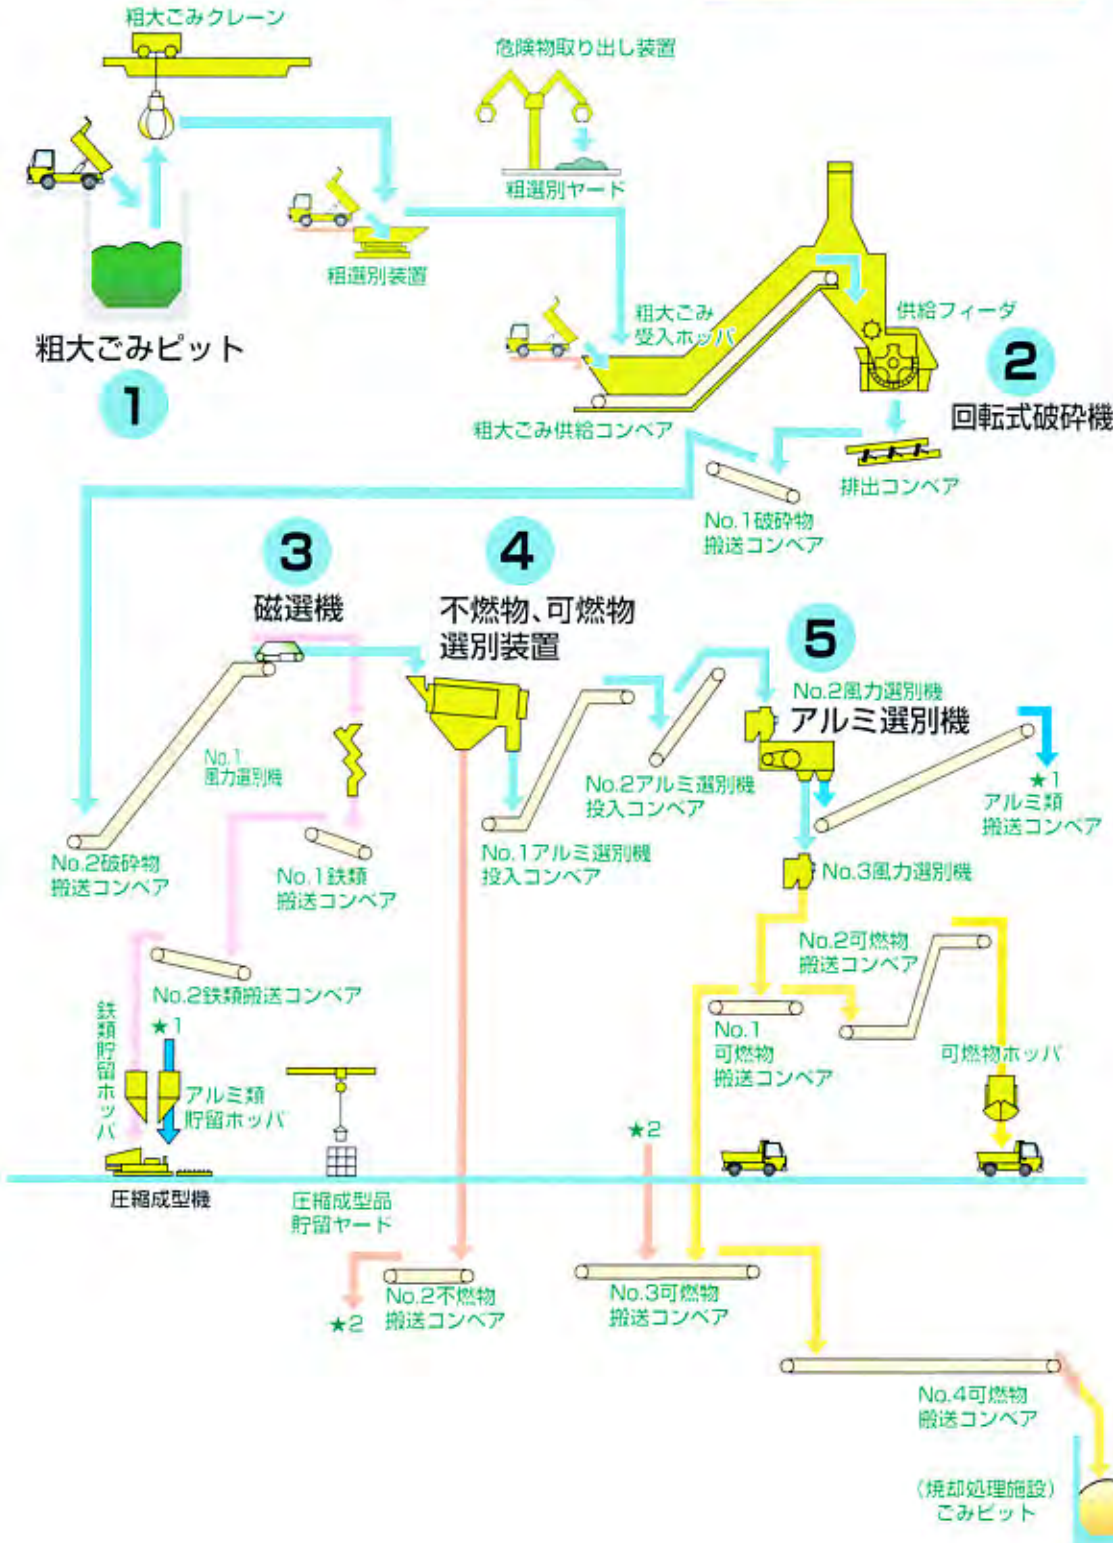 粗大ごみクレーン
危険物取り出し装置
粗選別ヤード
粗選別装置
粗大ごみ
受入ホッパ
供給フィーダ
粗大ごみピット
1
2
回転式破砕機
粗大ごみ供給コンベア
排出コンベア
No.1破砕物
搬送コンベア
3
磁選機
4
不燃物、可燃物
選別装置
5
No.2風力選別機
アルミ選別機
No.1
風力選別機
No.2アルミ選別機
投入コンベア
★1
アルミ類
搬送コンベア
No.2破砕物
搬送コンベア
No.1鉄類
搬送コンベア
No.1アルミ選別機
投入コンベア
No.3風力選別機
No.2可燃物
搬送コンベア
No.2鉄類搬送コンベア
鉄類貯留ホッパ
★1
アルミ類
貯留ホッパ
No.1
可燃物
搬送コンベア
可燃物ホッパ
★2
圧縮成型機
圧縮成型品
貯留ヤード
No.2不燃物
搬送コンベア
★2
No.3可燃物
搬送コンベア
No.4可燃物
搬送コンベア
(焼却処理施設)
ごみピット